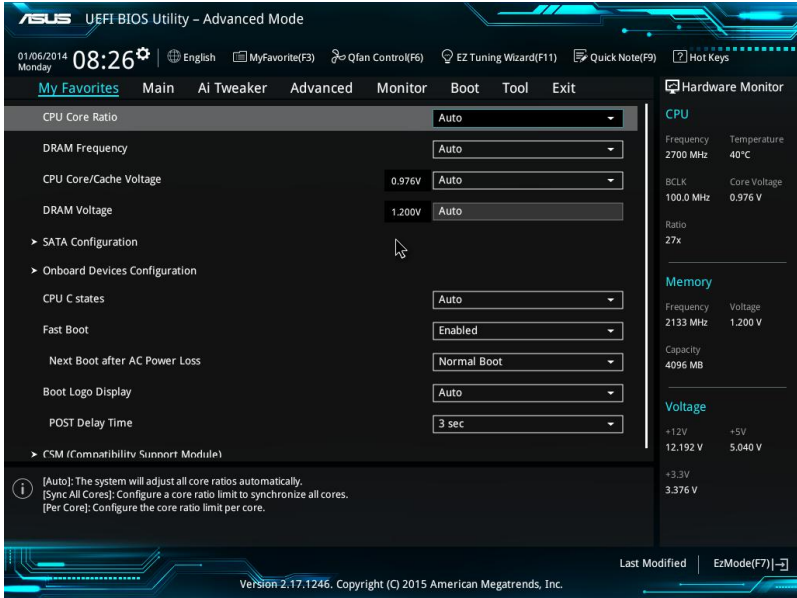 ASUS UEFI BIOS Utility – Advanced Mode
01/06/2014 Monday 08:26 English MyFavorite(F3) Qfan Control(F6) EZ Tuning Wizard(F11) Quick Note(F9) ? Hot Keys
My Favorites Main Ai Tweaker Advanced Monitor Boot Tool Exit
Hardware Monitor
CPU Core Ratio Auto
DRAM Frequency Auto
CPU Core/Cache Voltage 0.976V Auto
DRAM Voltage 1.200V Auto
> SATA Configuration
> Onboard Devices Configuration
CPU C states Auto
Fast Boot Enabled
Next Boot after AC Power Loss Normal Boot
Boot Logo Display Auto
POST Delay Time 3 sec
> CSM (Compatibility Support Module)
[Auto]: The system will adjust all core ratios automatically.
[Sync All Cores]: Configure a core ratio limit to synchronize all cores.
[Per Core]: Configure the core ratio limit per core.
CPU
Frequency Temperature
2700 MHz 40°C
BCLK Core Voltage
100.0 MHz 0.976 V
Ratio
27x
Memory
Frequency Voltage
2133 MHz 1.200 V
Capacity
4096 MB
Voltage
+12V +5V
12.192 V 5.040 V
+3.3V
3.376 V
Last Modified EzMode(F7)
Version 2.17.1246. Copyright (C) 2015 American Megatrends, Inc.